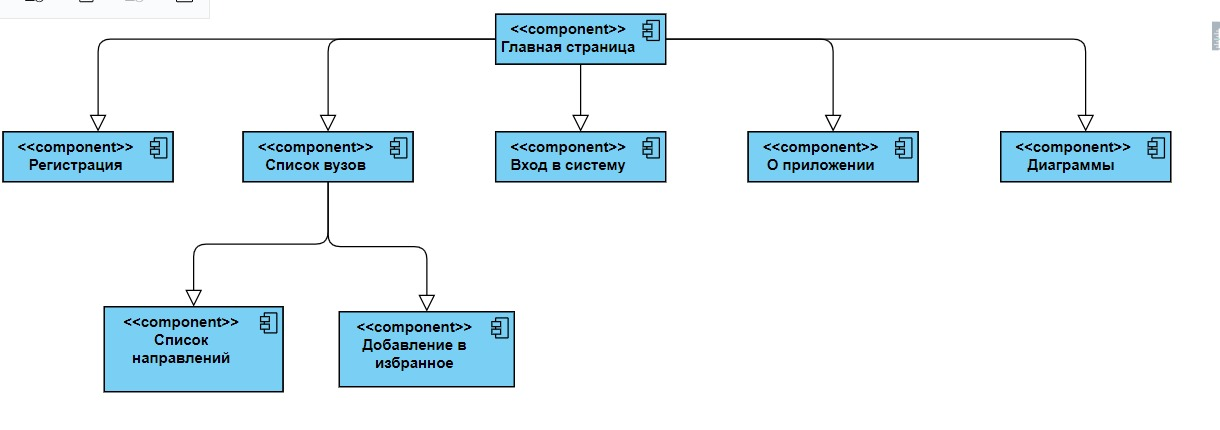 <<component>>
Главная страница
<<component>>
Регистрация
<<component>>
Список вузов
<<component>>
Вход в систему
<<component>>
О приложении
<<component>>
Диаграммы
<<component>>
Список
направлений
<<component>>
Добавление в
избранное